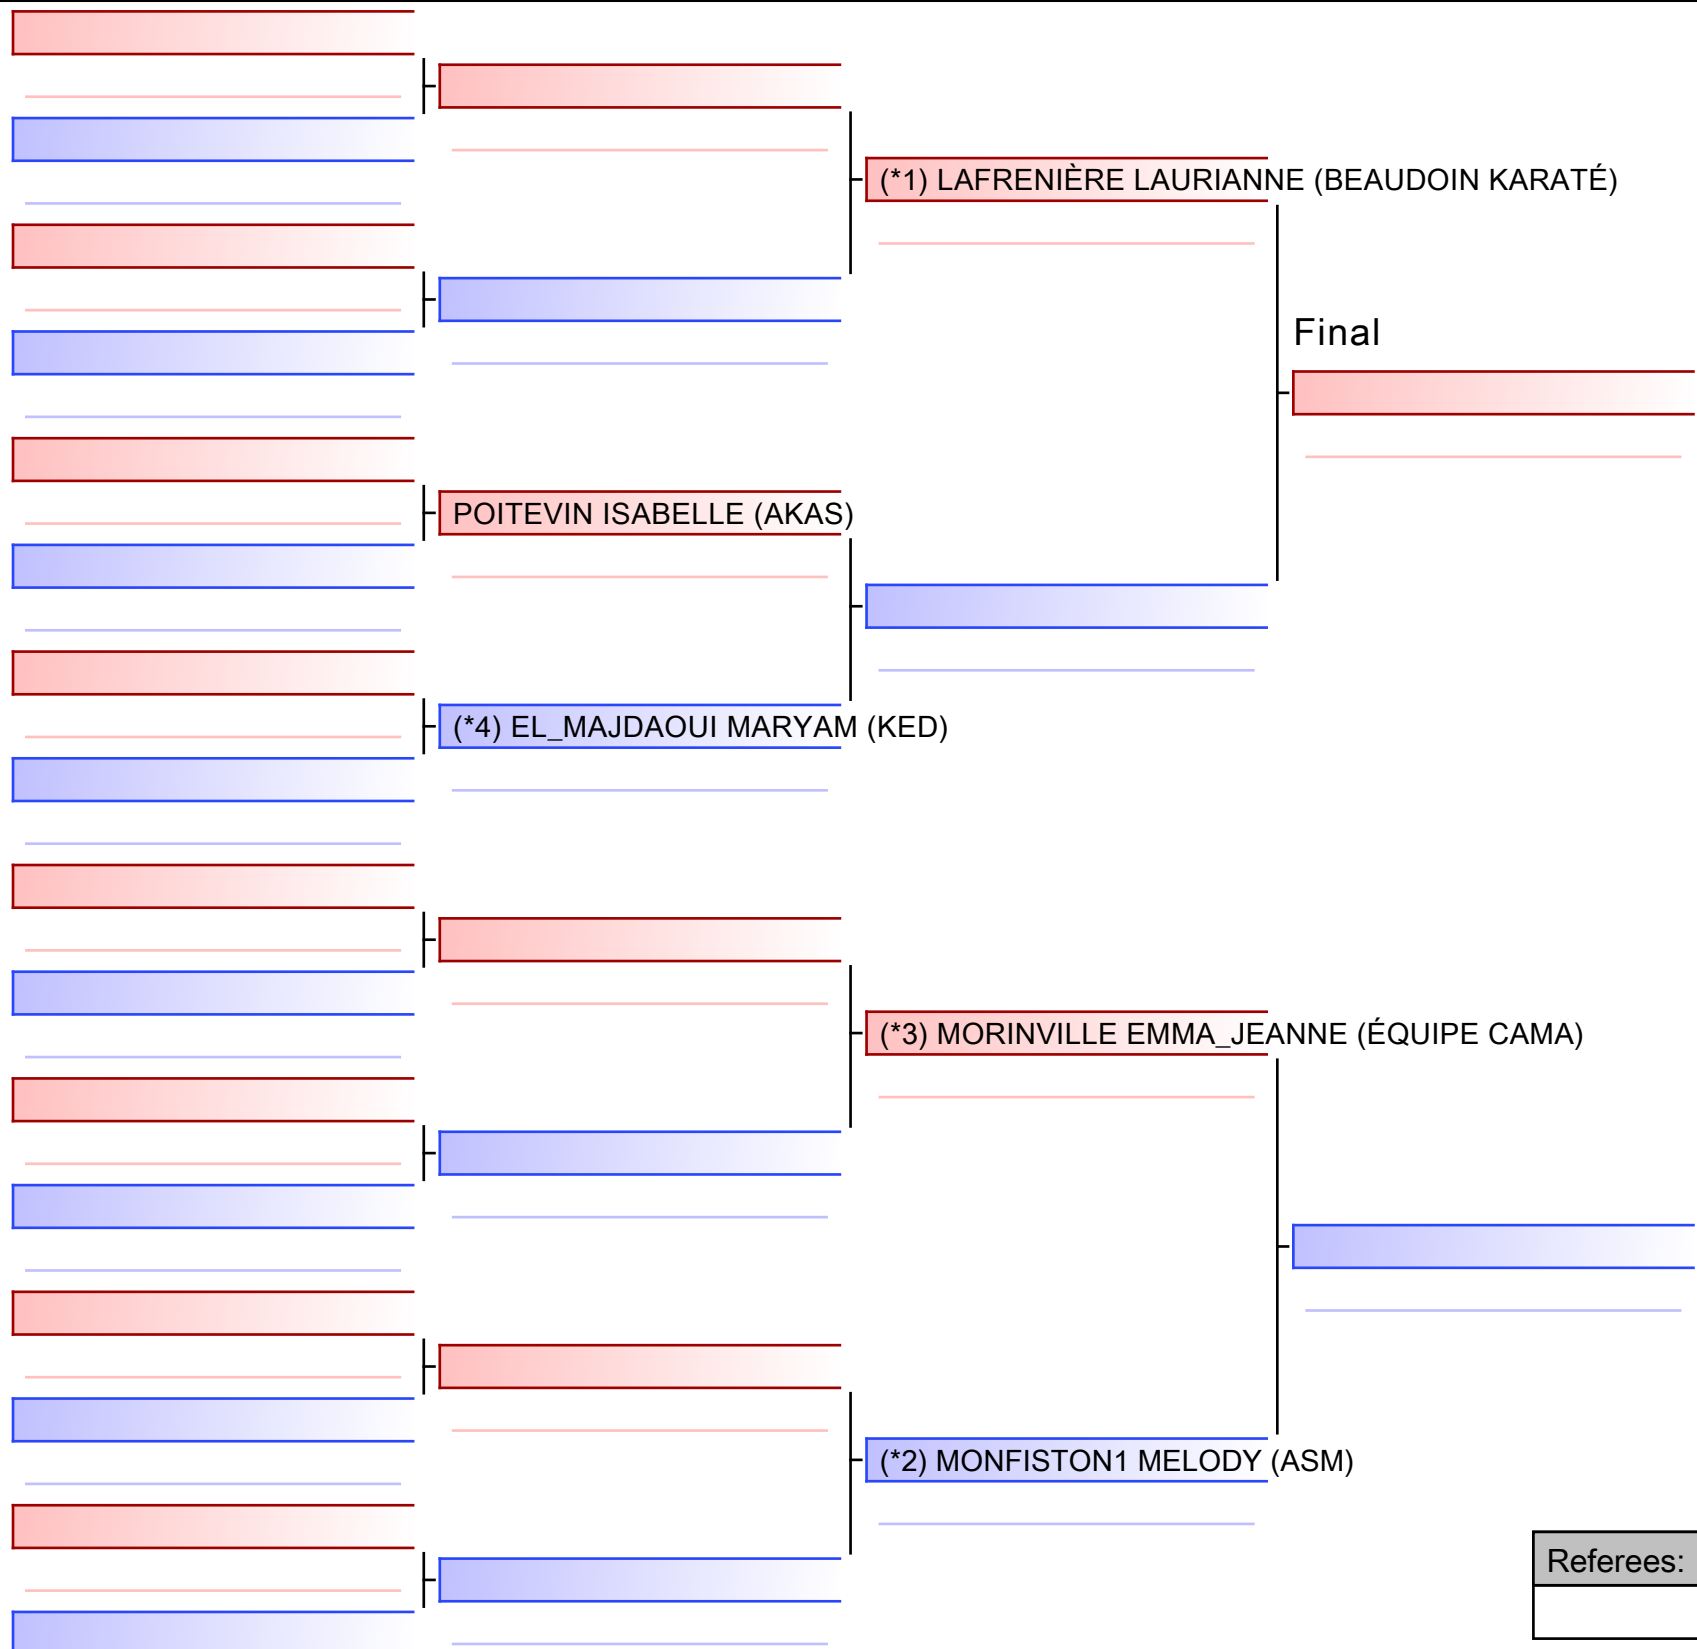 (*1) LAFRENIÈRE LAURIANNE (BEAUDOIN KARATÉ)
Final
POITEVIN ISABELLE (AKAS)
(*4) EL_MAJDAOUI MARYAM (KED)
(*3) MORINVILLE EMMA_JEANNE (ÉQUIPE CAMA)
(*2) MONFISTON1 MELODY (ASM)
Referees: